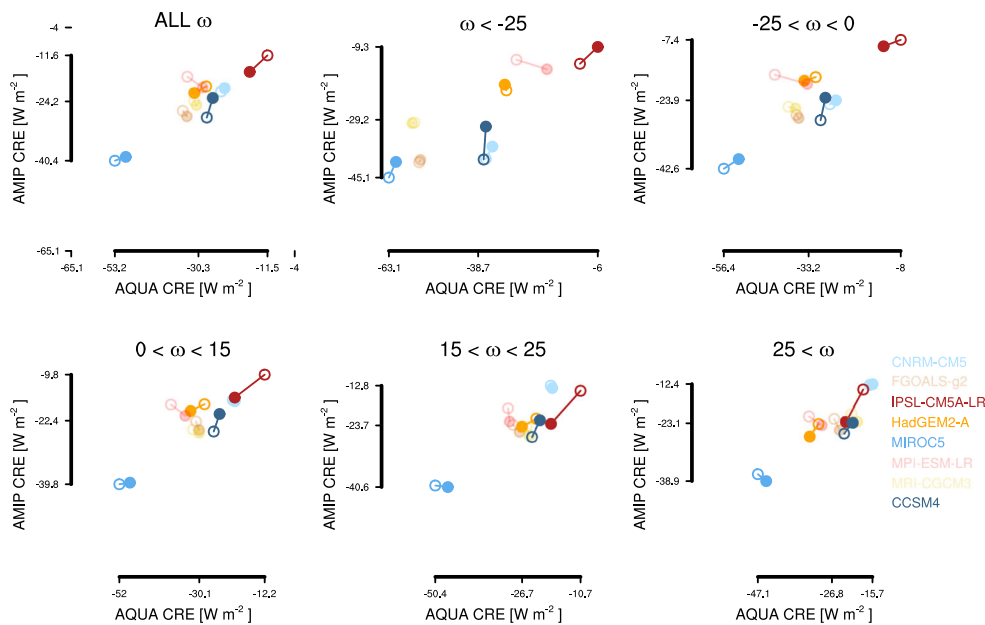 ALL ω
AMIP CRE [W m-2]
-4
-11.6
-24.2
-40.4
-65.1
-65.1
-53.2
-30.3
-11.5
-4
AQUA CRE [W m-2]
ω < -25
AMIP CRE [W m-2]
-9.3
-29.2
-45.1
-63.1
-38.7
-6
AQUA CRE [W m-2]
-25 < ω < 0
AMIP CRE [W m-2]
-7.4
-23.9
-42.6
-56.4
-33.2
-8
AQUA CRE [W m-2]
0 < ω < 15
AMIP CRE [W m-2]
-9.8
-22.4
-39.8
-52
-30.1
-12.2
AQUA CRE [W m-2]
15 < ω < 25
AMIP CRE [W m-2]
-12.8
-23.7
-40.6
-50.4
-26.7
-10.7
AQUA CRE [W m-2]
25 < ω
AMIP CRE [W m-2]
-12.4
-23.1
-38.9
-47.1
-26.8
-15.7
AQUA CRE [W m-2]
CNRM-CM5
FGOALS-g2
IPSL-CM5A-LR
HadGEM2-A
MIROC5
MPI-ESM-LR
MRI-CGCM3
CCSM4